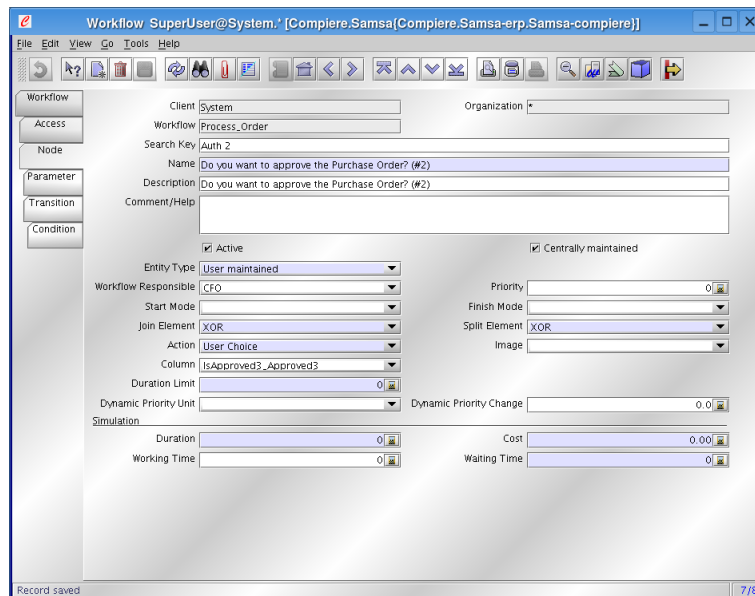 Workflow SuperUser@System.* [Compiere.Samsa{Compiere.Samsa-erp.Samsa-compiere}]
File Edit View Go Tools Help
Workflow
Access
Node
Parameter
Transition
Condition
Client System Organization *
Workflow Process_Order
Search Key Auth 2
Name Do you want to approve the Purchase Order? (#2)
Description Do you want to approve the Purchase Order? (#2)
Comment/Help
Active Centrally maintained
Entity Type User maintained
Workflow Responsible CFO Priority 0
Start Mode Finish Mode
Join Element XOR Split Element XOR
Action User Choice Image
Column IsApproved3_Approved3
Duration Limit 0
Dynamic Priority Unit Dynamic Priority Change 0.0
Simulation
Duration 0 Cost 0.00
Working Time 0 Waiting Time 0
Record saved